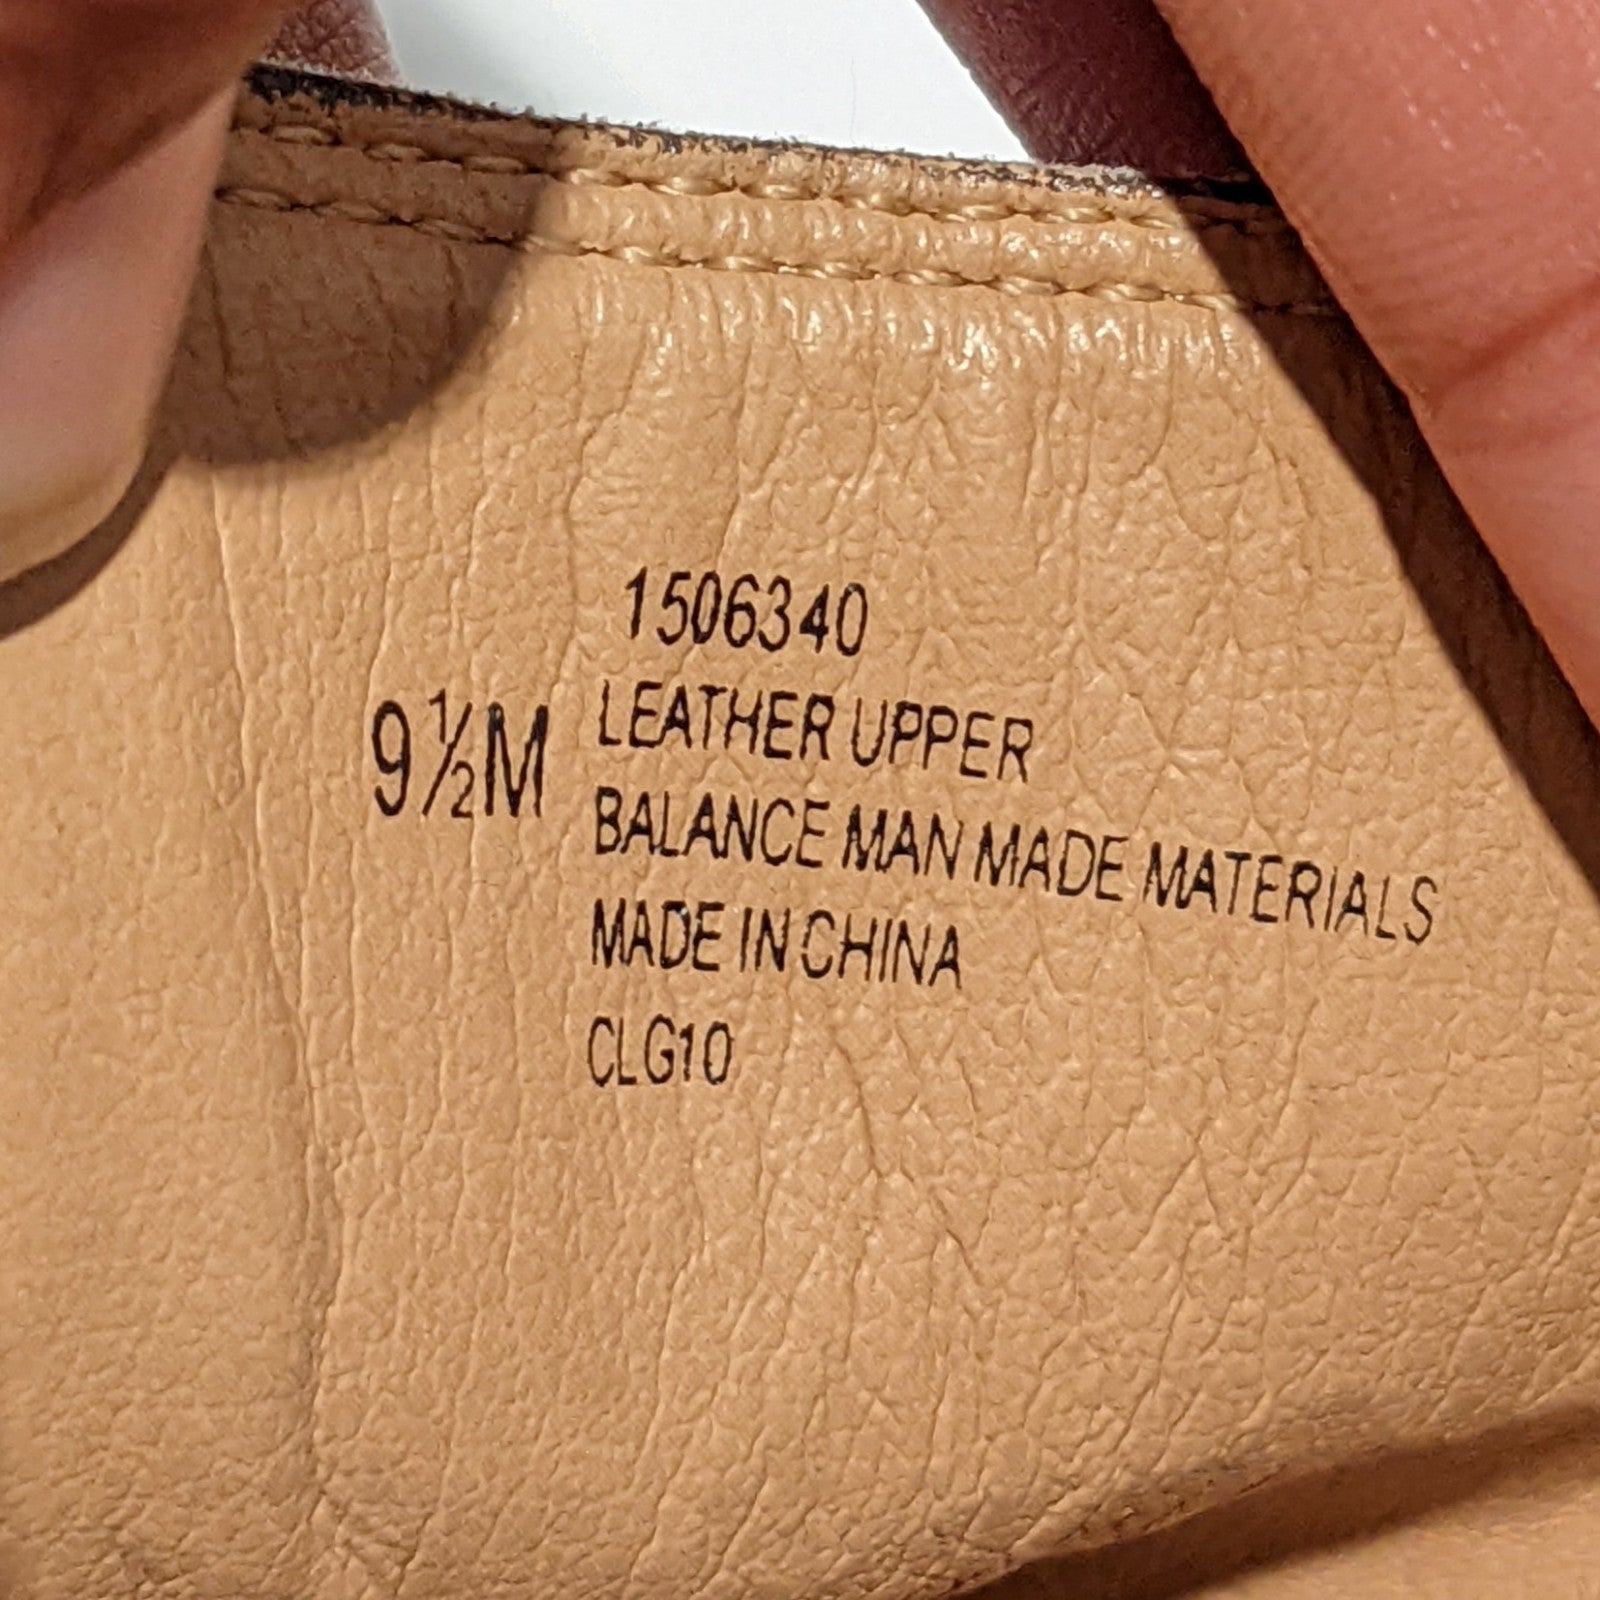 1506340
9½M LEATHER UPPER
BALANCE MAN MADE MATERIALS
MADE IN CHINA
CLG10